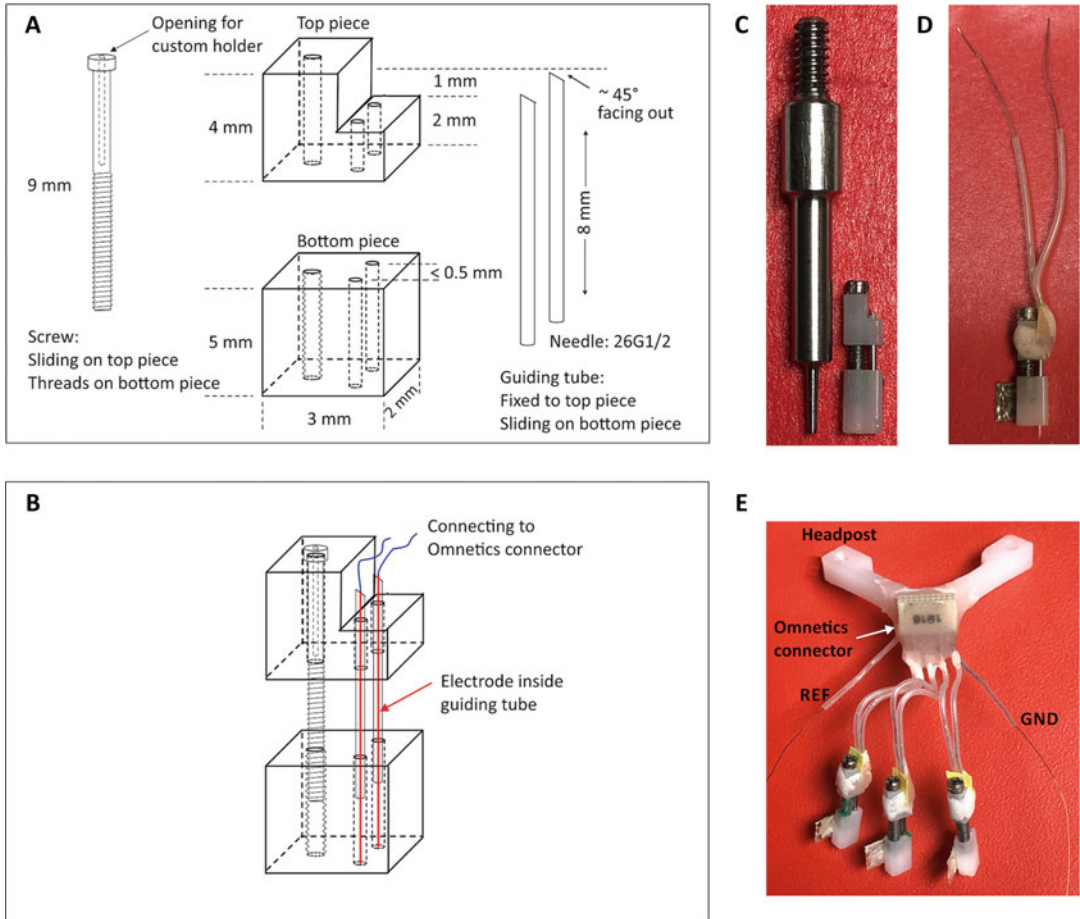 A
Opening for
custom holder
9 mm
Screw:
Sliding on top piece
Threads on bottom piece
Top piece
4 mm
1 mm
2 mm
~ 45°
facing out
8 mm
Bottom piece
< 0.5 mm
5 mm
3 mm
2 mm
Needle: 26G1/2
Guiding tube:
Fixed to top piece
Sliding on bottom piece
B
Connecting to
Omnetics connector
Electrode inside
guiding tube
C
D
E
Headpost
1816
Omnetics
connector
REF
GND